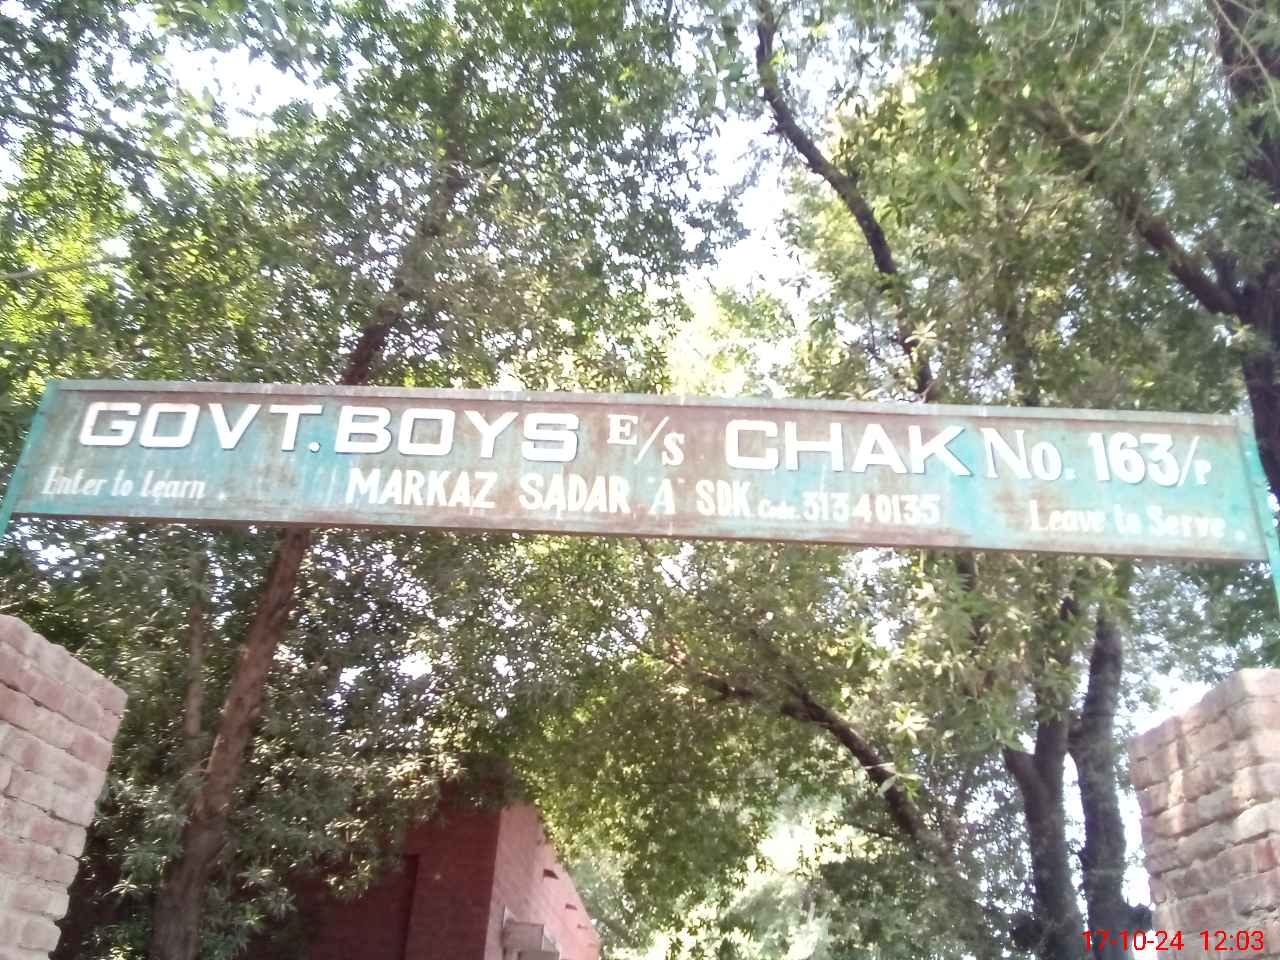 GOVT. BOYS E/S CHAK No. 163/r
Enter to learn.
MARKAZ SADAR A SDK Code. 31340135
Leave to Serve.
17-10-24 12:03